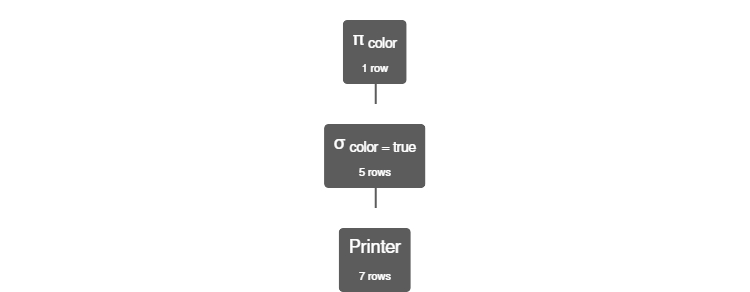 π color
1 row
σ color = true
5 rows
Printer
7 rows